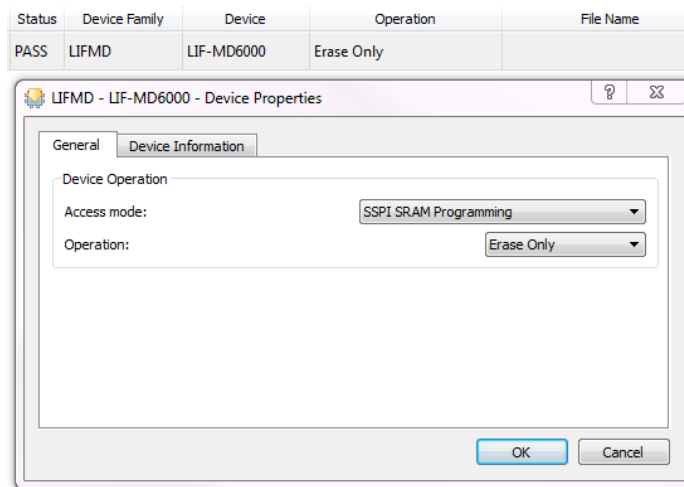 Status Device Family Device Operation File Name
PASS LIFMD LIF-MD6000 Erase Only
LIFMD - LIF-MD6000 - Device Properties
General Device Information
Device Operation
Access mode: SSPI SRAM Programming
Operation: Erase Only
OK Cancel